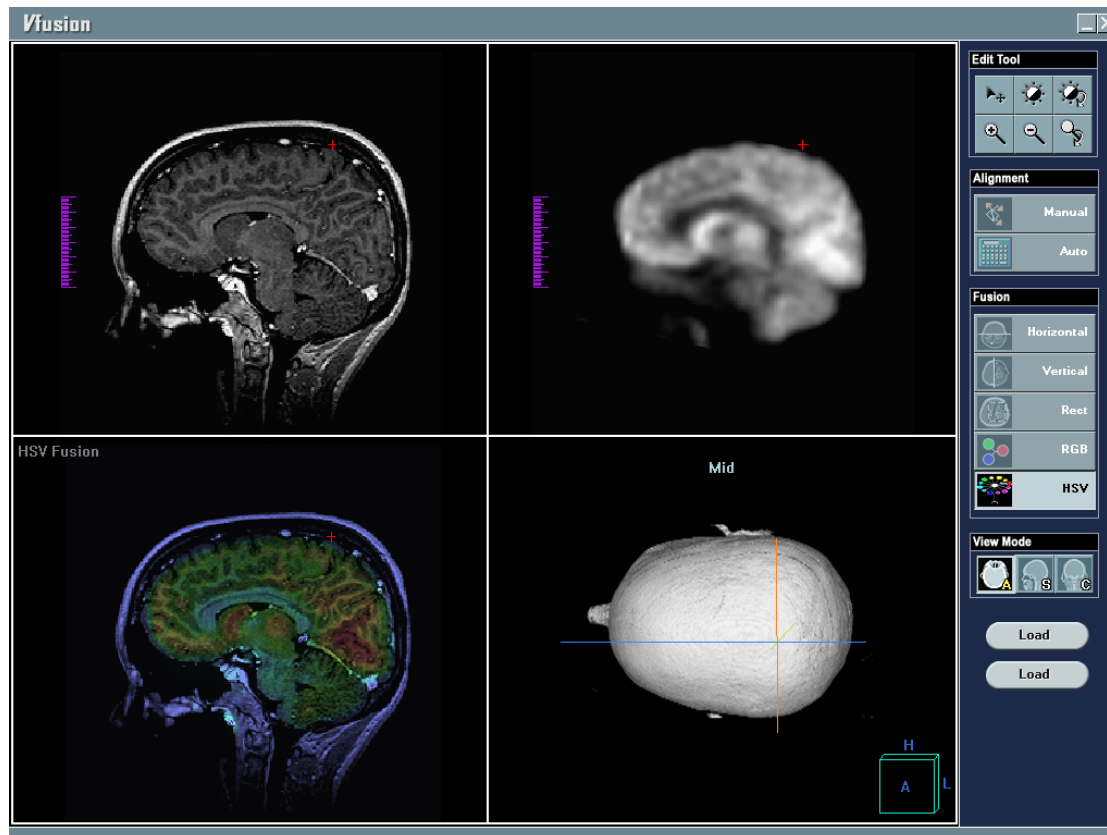 Vfusion
HSV Fusion
Mid
H
A
L
Edit Tool
Alignment
Manual
Auto
Fusion
Horizontal
Vertical
Rect
RGB
HSV
View Mode
A
S
C
Load
Load